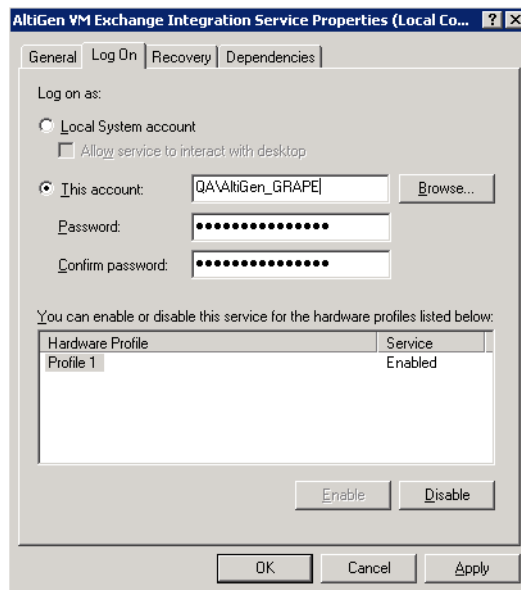 AltiGen VM Exchange Integration Service Properties (Local Co...
General Log On Recovery Dependencies
Log on as:
Local System account
Allow service to interact with desktop
This account: QA\AltiGen_GRAPE Browse...
Password: ●●●●●●●●●●●●●●●
Confirm password: ●●●●●●●●●●●●●●●
You can enable or disable this service for the hardware profiles listed below:
Hardware Profile Service
Profile 1 Enabled
Enable Disable
OK Cancel Apply